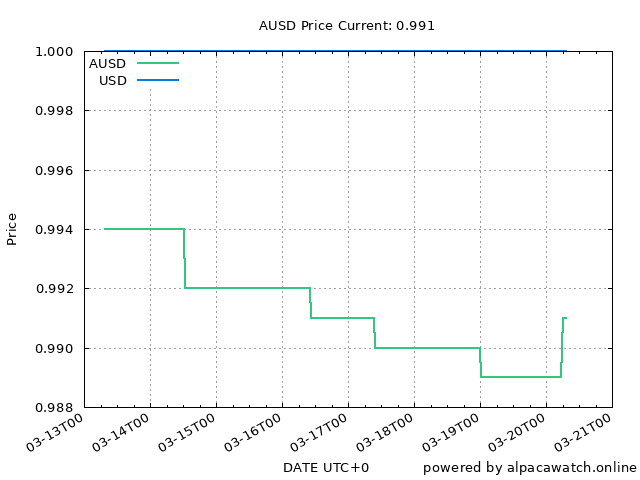 AUSD Price Current: 0.991
1.000
0.998
0.996
0.994
0.992
0.990
0.988
Price
AUSD
USD
03-13T00
03-14T00
03-15T00
03-16T00
03-17T00
03-18T00
03-19T00
03-20T00
03-21T00
DATE UTC+0
powered by alpacawatch.online